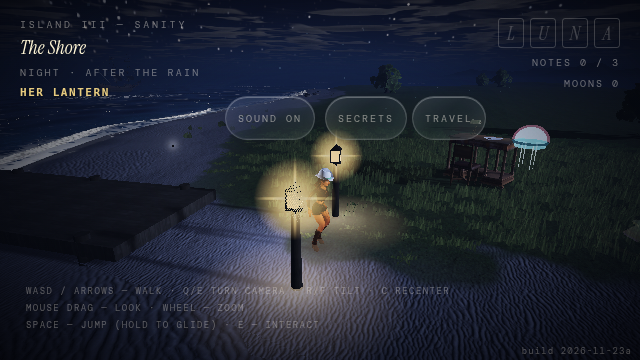 ISLAND III — SANITY
The Shore
NIGHT · AFTER THE RAIN
HER LANTERN
LUNA
NOTES 0 / 3
MOONS 0
SOUND ON
SECRETS
TRAVEL
WASD / ARROWS — WALK · Q/E TURN CAMERA · R/F TILT · C RECENTER
MOUSE DRAG — LOOK · WHEEL — ZOOM
SPACE — JUMP (HOLD TO GLIDE) · E — INTERACT
build 2026-11-23a